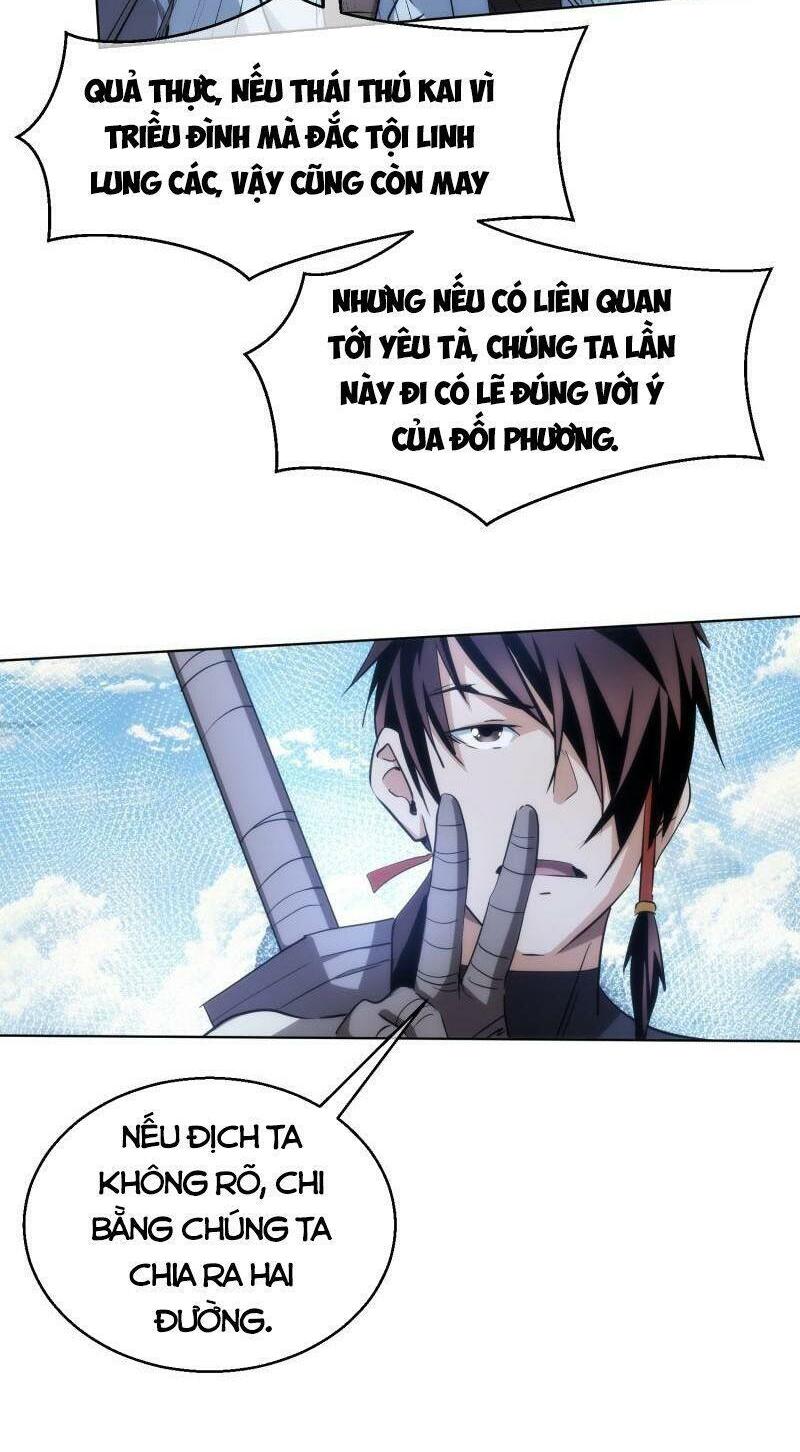 QUẢ THỰC, NẾU THÁI THÚ KAI VÌ
TRIỀU ĐÌNH MÀ ĐẮC TỘI LINH
LUNG CÁC, VẬY CŨNG CÒN MAY
NHƯNG NẾU CÓ LIÊN QUAN
TỚI YÊU TÀ, CHÚNG TA LẦN
NÀY ĐI CÓ LẼ ĐÚNG VỚI Ý
CỦA ĐỐI PHƯƠNG.
NẾU ĐỊCH TA
KHÔNG RÕ, CHI
BẰNG CHÚNG TA
CHIA RA HAI
ĐƯỜNG.